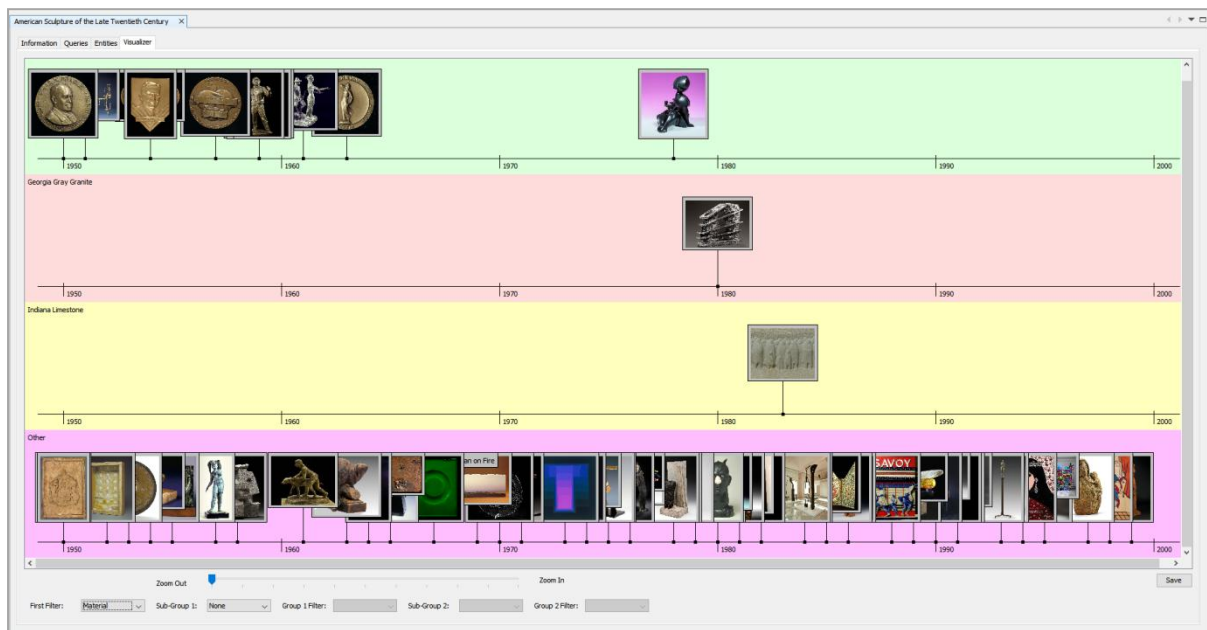 American Sculpture of the Late Twentieth Century X
Information Queries Entities Visualizer
1950 1960 1970 1980 1990 2000
Georgia Gray Granite
1950 1960 1970 1980 1990 2000
Indiana Limestone
1950 1960 1970 1980 1990 2000
Other
an on Fire
SAVOY
1950 1960 1970 1980 1990 2000
Zoom Out Zoom In
Save
First Filter: Material Sub-Group 1: None Group 1 Filter: Sub-Group 2: Group 2 Filter: